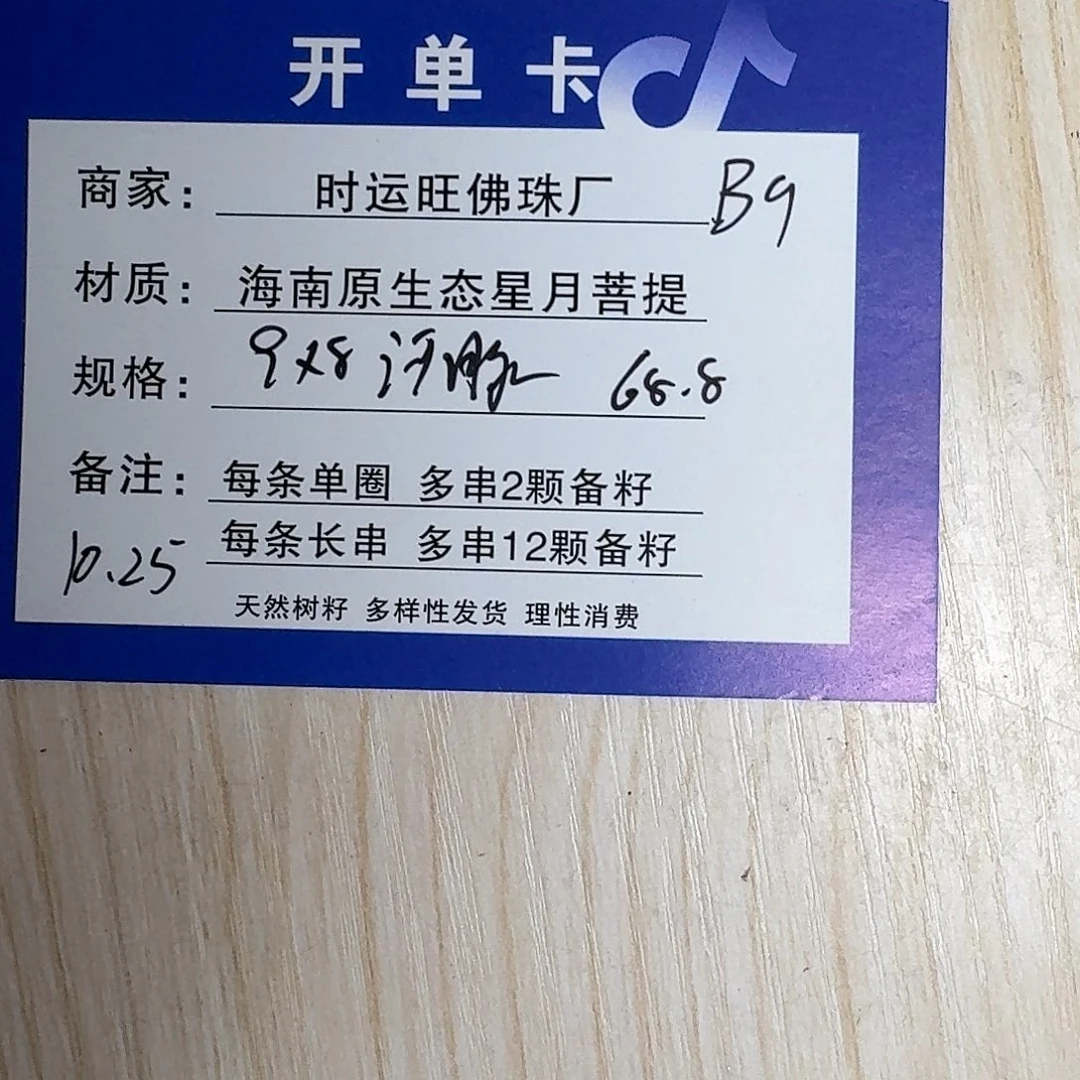 开单卡
商家： 时运旺佛珠厂 B9
材质： 海南原生态星月菩提
规格： 9x8 68.8
备注： 每条单圈 多串2颗备籽
10.25 每条长串 多串12颗备籽
天然树籽 多样性发货 理性消费